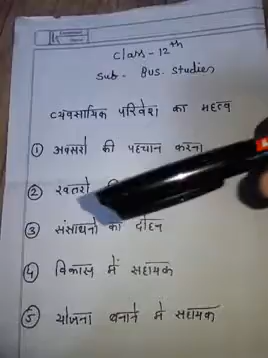 Class - 12th
Sub. Bus. Studies
व्यवसायिक परिवेश का महत्व
① अवसरो की पहचान करना
② खतरो
③ संसाधनो का दोहन
④ विकास में सहायक
⑤ योजना बनाने मे सहायक